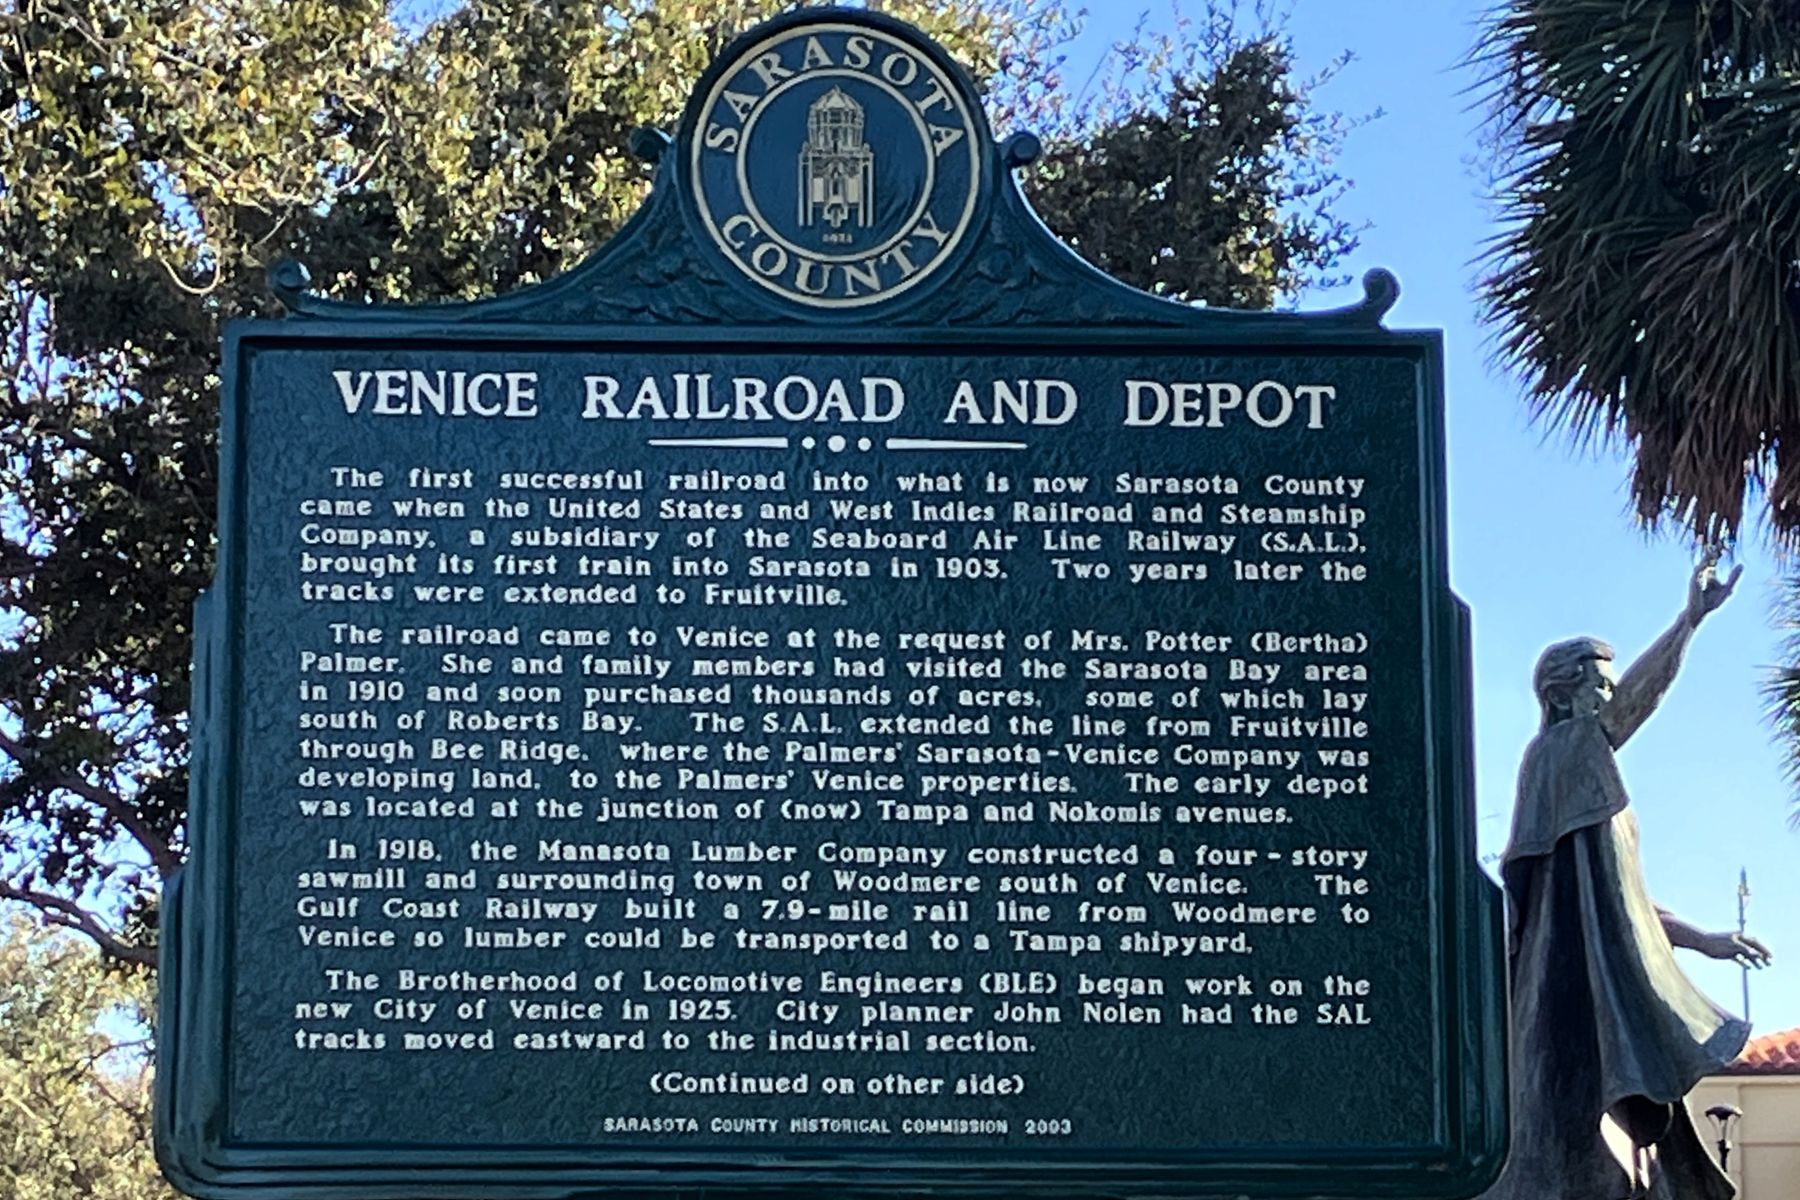 SARASOTA
COUNTY
1921
VENICE RAILROAD AND DEPOT
The first successful railroad into what is now Sarasota County
came when the United States and West Indies Railroad and Steamship
Company, a subsidiary of the Seaboard Air Line Railway (S.A.L.),
brought its first train into Sarasota in 1903. Two years later the
tracks were extended to Fruitville.
The railroad came to Venice at the request of Mrs. Potter (Bertha)
Palmer. She and family members had visited the Sarasota Bay area
in 1910 and soon purchased thousands of acres, some of which lay
south of Roberts Bay. The S.A.L. extended the line from Fruitville
through Bee Ridge, where the Palmers' Sarasota-Venice Company was
developing land, to the Palmers' Venice properties. The early depot
was located at the junction of (now) Tampa and Nokomis avenues.
In 1918, the Manasota Lumber Company constructed a four-story
sawmill and surrounding town of Woodmere south of Venice. The
Gulf Coast Railway built a 7.9-mile rail line from Woodmere to
Venice so lumber could be transported to a Tampa shipyard.
The Brotherhood of Locomotive Engineers (BLE) began work on the
new City of Venice in 1925. City planner John Nolen had the SAL
tracks moved eastward to the industrial section.
(Continued on other side)
SARASOTA COUNTY HISTORICAL COMMISSION 2003